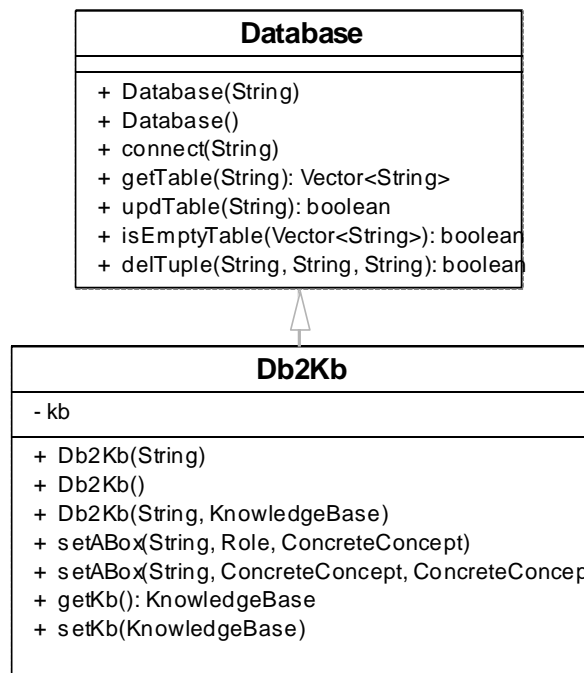 Database
+ Database(String)
+ Database()
+ connect(String)
+ getTable(String): Vector<String>
+ updTable(String): boolean
+ isEmptyTable(Vector<String>): boolean
+ delTuple(String, String, String): boolean
Db2Kb
- kb
+ Db2Kb(String)
+ Db2Kb()
+ Db2Kb(String, KnowledgeBase)
+ setABox(String, Role, ConcreteConcept)
+ setABox(String, ConcreteConcept, ConcreteConcep
+ getKb(): KnowledgeBase
+ setKb(KnowledgeBase)